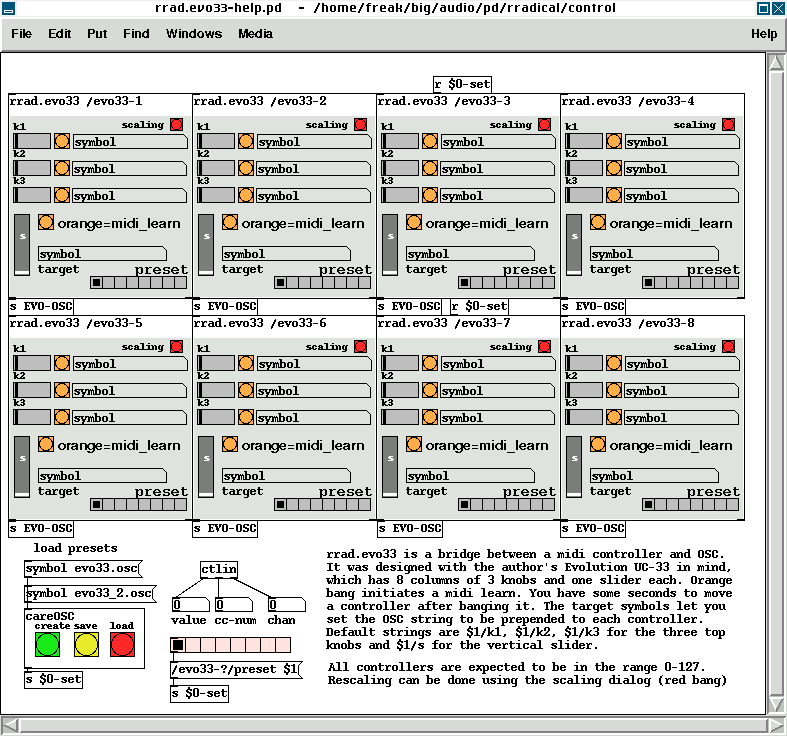 rrad.evo33-help.pd - /home/freak/big/audio/pd/rradical/control
File Edit Put Find Windows Media Help
r $0-set
rrad.evo33 /evo33-1 rrad.evo33 /evo33-2 rrad.evo33 /evo33-3 rrad.evo33 /evo33-4
k1 scaling k1 scaling k1 scaling k1 scaling
symbol symbol symbol symbol
k2 k2 k2 k2
symbol symbol symbol symbol
k3 k3 k3 k3
symbol symbol symbol symbol
s orange=midi_learn s orange=midi_learn s orange=midi_learn s orange=midi_learn
symbol symbol symbol symbol
target preset target preset target preset target preset
s EVO-OSC s EVO-OSC s EVO-OSC r $0-set s EVO-OSC
rrad.evo33 /evo33-5 rrad.evo33 /evo33-6 rrad.evo33 /evo33-7 rrad.evo33 /evo33-8
k1 scaling k1 scaling k1 scaling k1 scaling
symbol symbol symbol symbol
k2 k2 k2 k2
symbol symbol symbol symbol
k3 k3 k3 k3
symbol symbol symbol symbol
s orange=midi_learn s orange=midi_learn s orange=midi_learn s orange=midi_learn
symbol symbol symbol symbol
target preset target preset target preset target preset
s EVO-OSC s EVO-OSC s EVO-OSC s EVO-OSC
load presets
symbol evo33.osc
symbol evo33_2.osc
careOSC
create save load
s $0-set
ctlin
0 0 0
value cc-num chan
/evo33-?/preset $1
s $0-set
rrad.evo33 is a bridge between a midi controller and OSC.
It was designed with the author's Evolution UC-33 in mind,
which has 8 columns of 3 knobs and one slider each. Orange
bang initiates a midi learn. You have some seconds to move
a controller after banging it. The target symbols let you
set the OSC string to be prepended to each controller.
Default strings are $1/k1, $1/k2, $1/k3 for the three top
knobs and $1/s for the vertical slider.
All controllers are expected to be in the range 0-127.
Rescaling can be done using the scaling dialog (red bang)